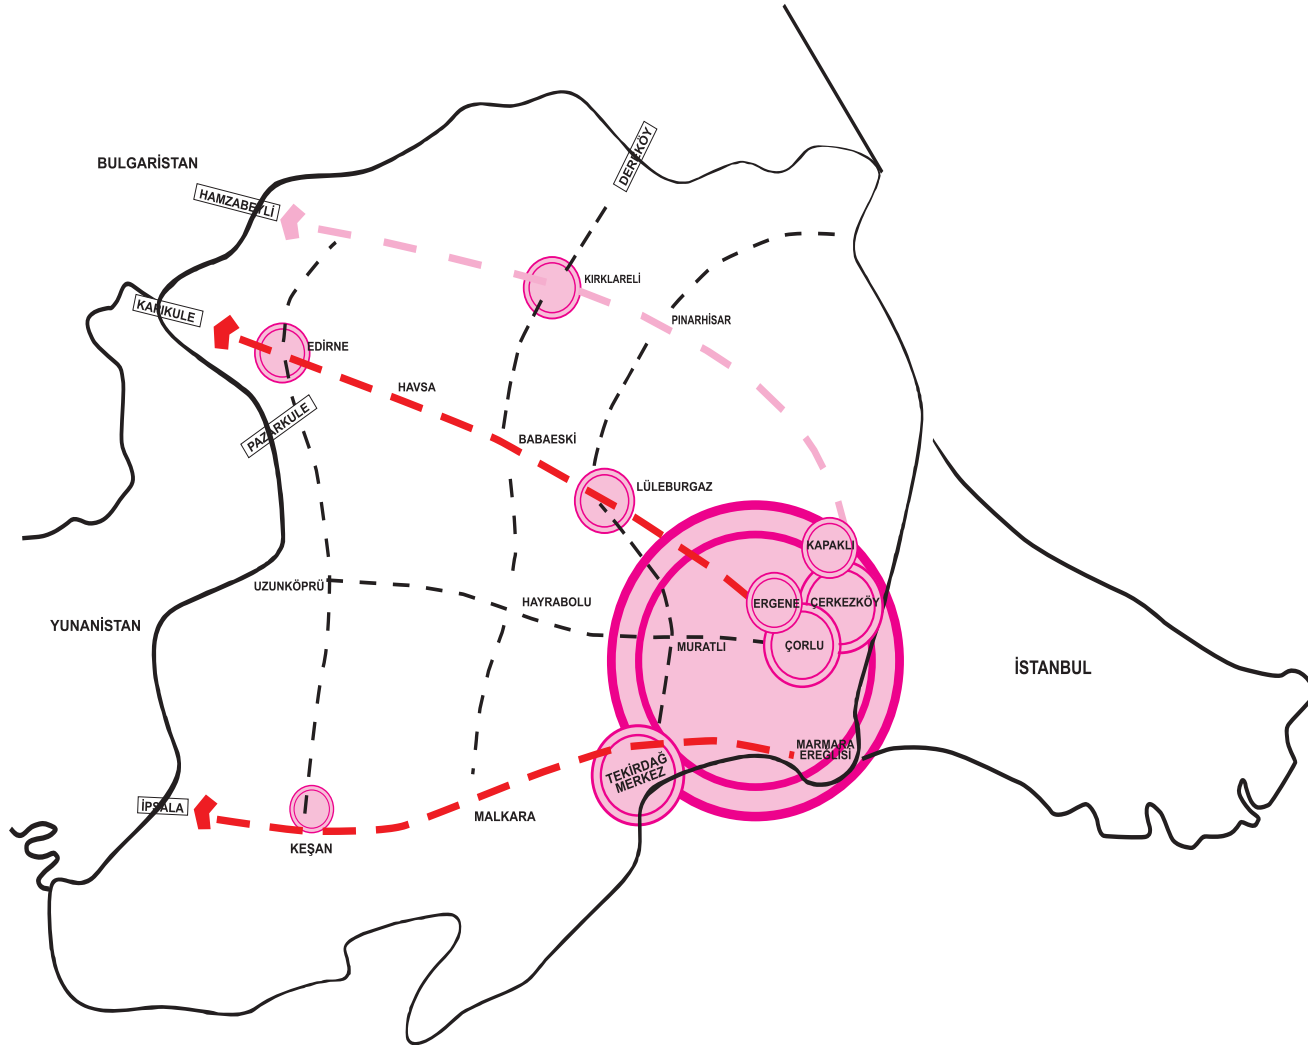 BULGARİSTAN
DEREKÖY
HAMZABEYLİ
KIRKLARELİ
KAPIKULE
PINARHİSAR
EDİRNE
HAVSA
PAZARKULE
BABAESKİ
LÜLEBURGAZ
KAPAKLI
UZUNKÖPRÜ
HAYRABOLU
ERGENE
ÇERKEZKÖY
YUNANİSTAN
MURATLI
ÇORLU
İSTANBUL
MARMARA
EREĞLİSİ
TEKİRDAĞ
MERKEZ
İPSALA
MALKARA
KEŞAN